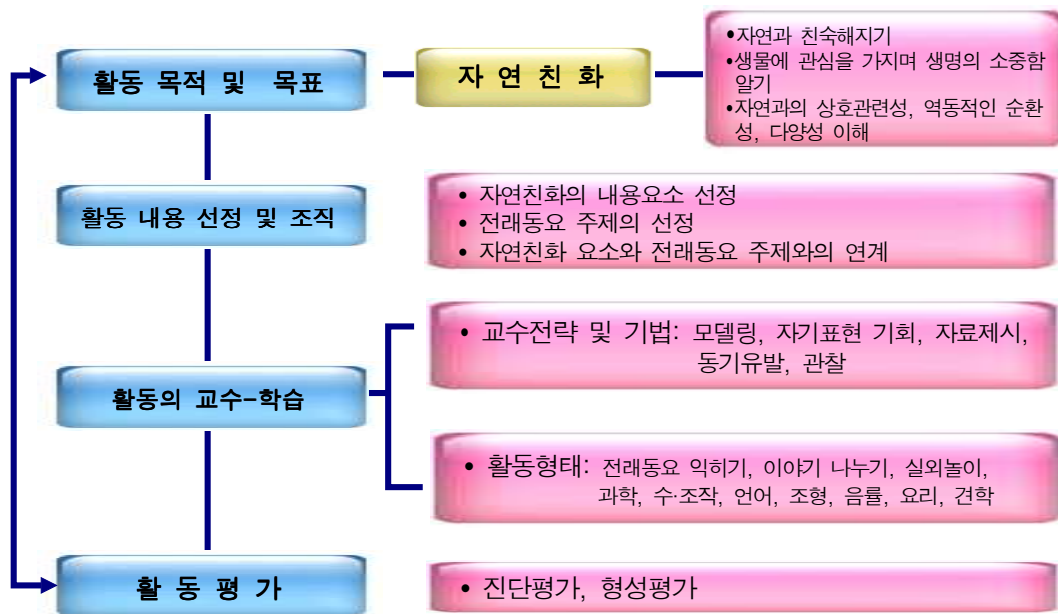 활동 목적 및 목표
자 연 친 화
•자연과 친숙해지기
•생물에 관심을 가지며 생명의 소중함
알기
•자연과의 상호관련성, 역동적인 순환
성, 다양성 이해
활동 내용 선정 및 조직
• 자연친화의 내용요소 선정
• 전래동요 주제의 선정
• 자연친화 요소와 전래동요 주제와의 연계
활동의 교수-학습
• 교수전략 및 기법: 모델링, 자기표현 기회, 자료제시,
동기유발, 관찰
• 활동형태: 전래동요 익히기, 이야기 나누기, 실외놀이,
과학, 수·조작, 언어, 조형, 음률, 요리, 견학
활 동 평 가
• 진단평가, 형성평가